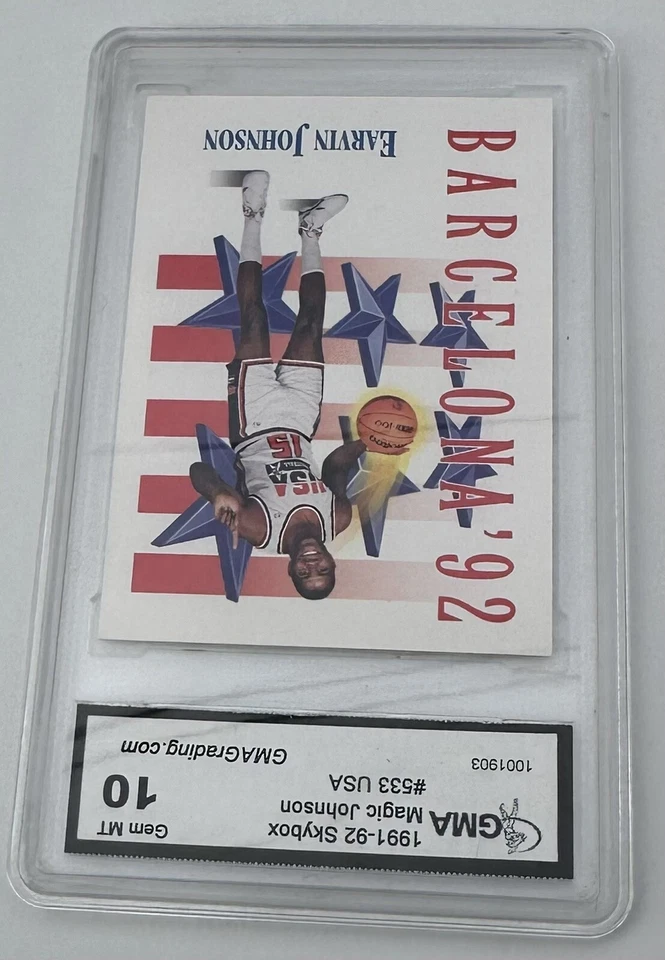 1991-92 Skybox
Magic Johnson
#533 USA
GMA
Gem MT
10
1001903
GMAGrading.com
BARCELONA '92
EARVIN JOHNSON
USA
15